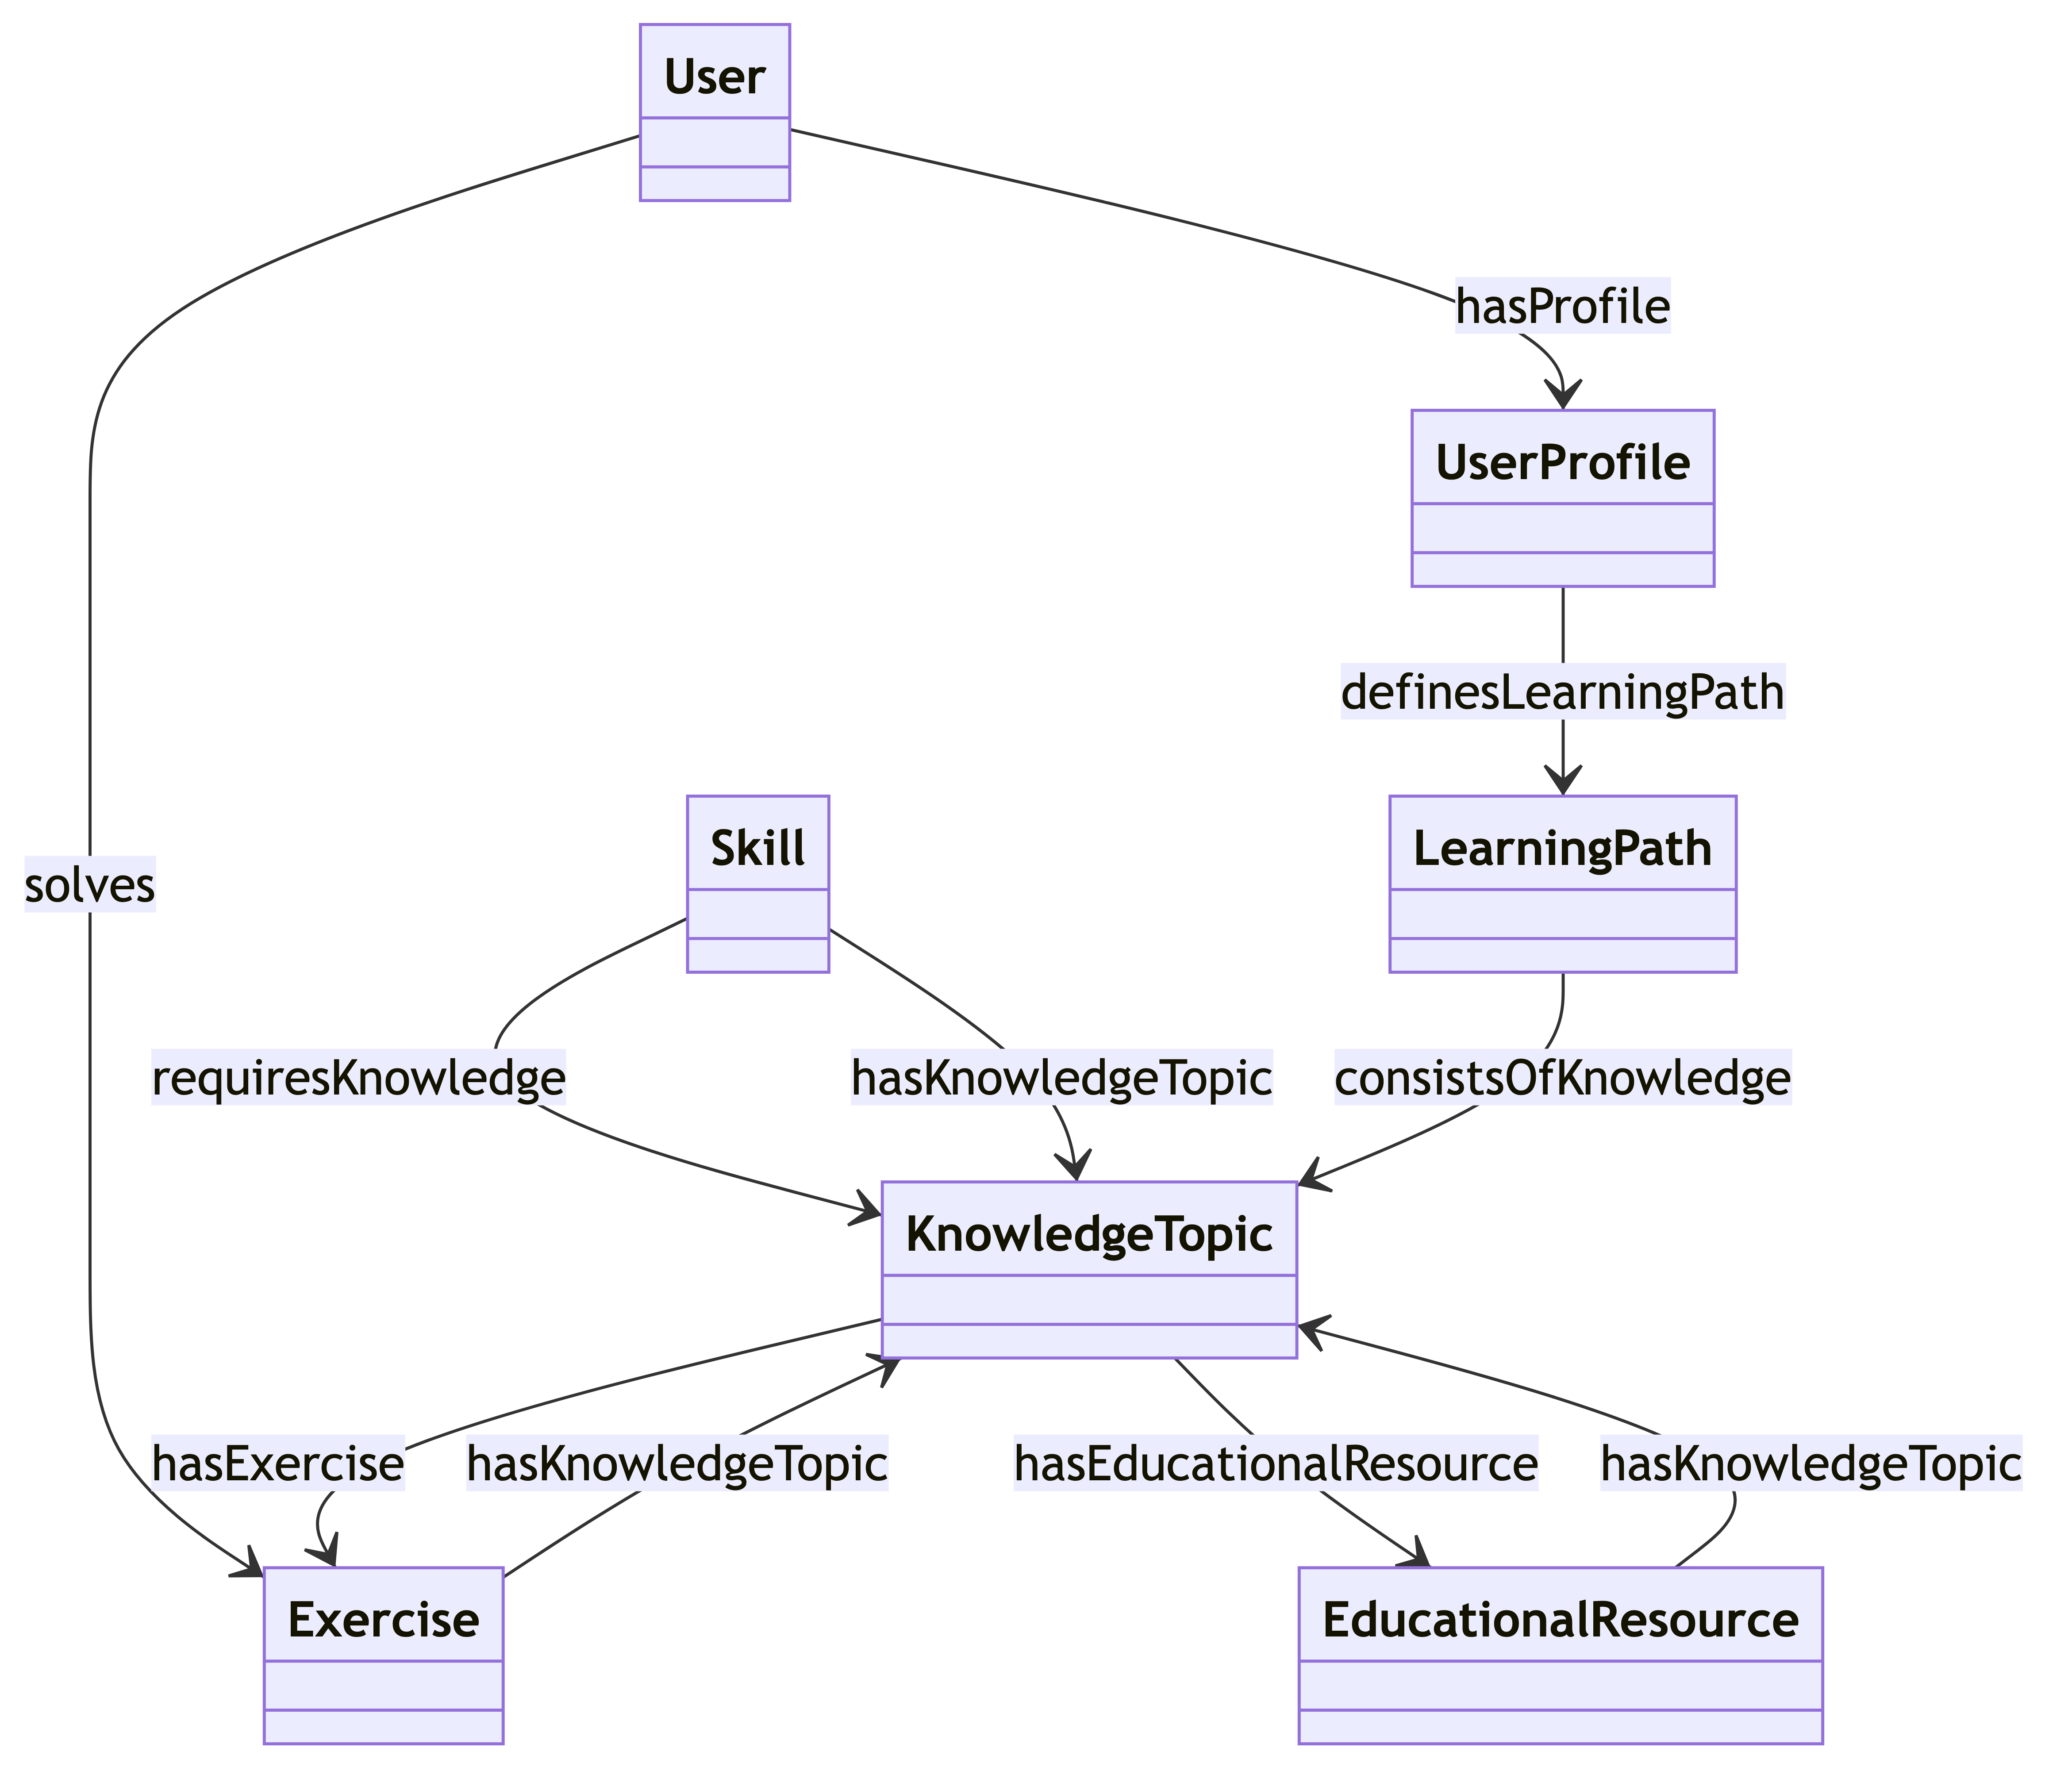 User
hasProfile
UserProfile
definesLearningPath
solves
Skill
LearningPath
requiresKnowledge
hasKnowledgeTopic
consistsOfKnowledge
KnowledgeTopic
hasExercise
hasKnowledgeTopic
hasEducationalResource
hasKnowledgeTopic
Exercise
EducationalResource